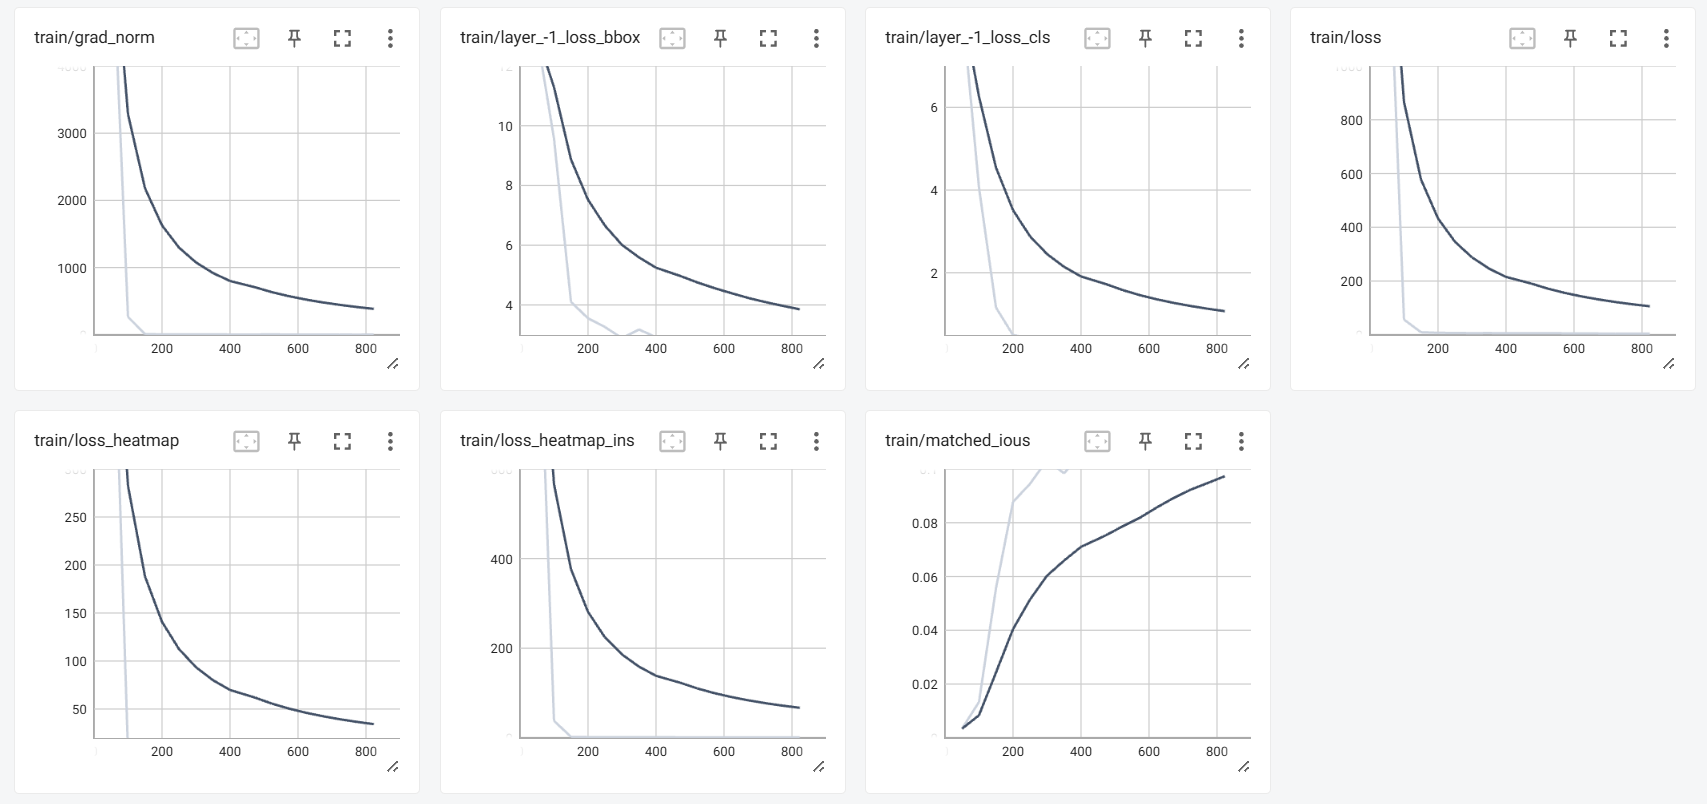 train/grad_norm
3000
2000
1000
200 400 600 800
train/layer_-1_loss_bbox
12
10
8
6
4
200 400 600 800
train/layer_-1_loss_cls
6
4
2
200 400 600 800
train/loss
800
600
400
200
200 400 600 800
train/loss_heatmap
250
200
150
100
50
200 400 600 800
train/loss_heatmap_ins
400
200
200 400 600 800
train/matched_ious
0.08
0.06
0.04
0.02
200 400 600 800